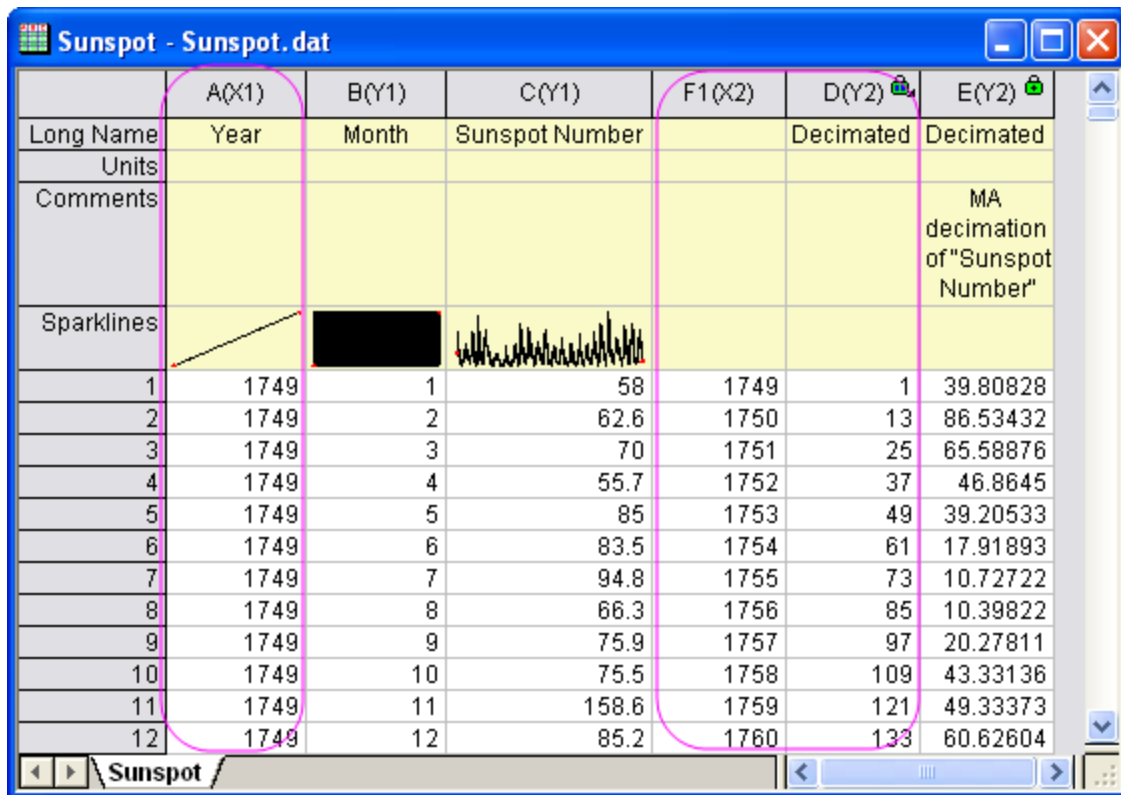 Sunspot - Sunspot.dat
A(X1) B(Y1) C(Y1) F1(X2) D(Y2) E(Y2)
Long Name Year Month Sunspot Number Decimated Decimated
Units
Comments MA
decimation
of "Sunspot
Number"
Sparklines
1 1749 1 58 1749 1 39.80828
2 1749 2 62.6 1750 13 86.53432
3 1749 3 70 1751 25 65.58876
4 1749 4 55.7 1752 37 46.8645
5 1749 5 85 1753 49 39.20533
6 1749 6 83.5 1754 61 17.91893
7 1749 7 94.8 1755 73 10.72722
8 1749 8 66.3 1756 85 10.39822
9 1749 9 75.9 1757 97 20.27811
10 1749 10 75.5 1758 109 43.33136
11 1749 11 158.6 1759 121 49.33373
12 1749 12 85.2 1760 133 60.62604
Sunspot